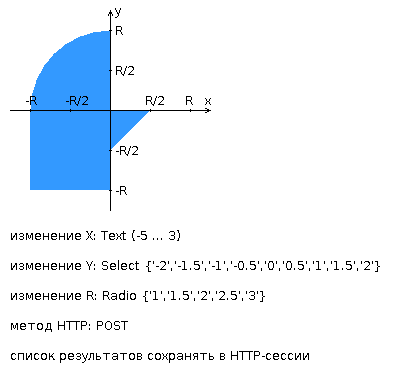 y
R
R/2
-R -R/2 R/2 R x
-R/2
-R
изменение X: Text (-5 ... 3)
изменение Y: Select {'-2','-1.5','-1','-0.5','0','0.5','1','1.5','2'}
изменение R: Radio {'1','1.5','2','2.5','3'}
метод HTTP: POST
список результатов сохранять в HTTP-сессии